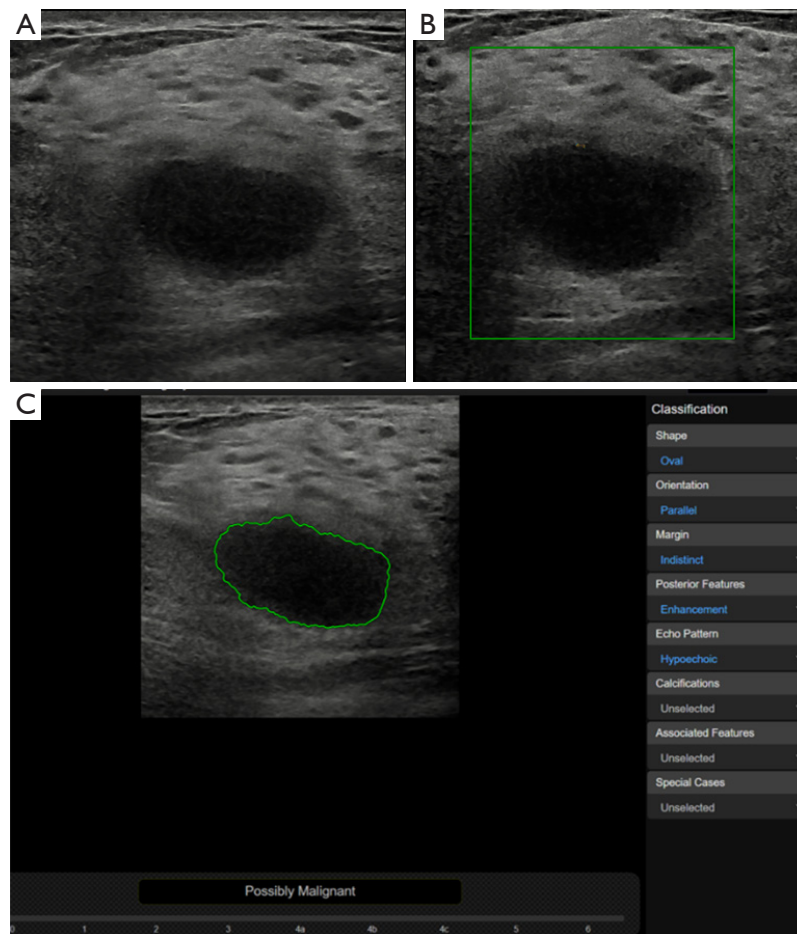 A
B
C
Classification
Shape
Oval
Orientation
Parallel
Margin
Indistinct
Posterior Features
Enhancement
Echo Pattern
Hypoechoic
Calcifications
Unselected
Associated Features
Unselected
Special Cases
Unselected
Possibly Malignant
0 1 2 3 4a 4b 4c 5 6